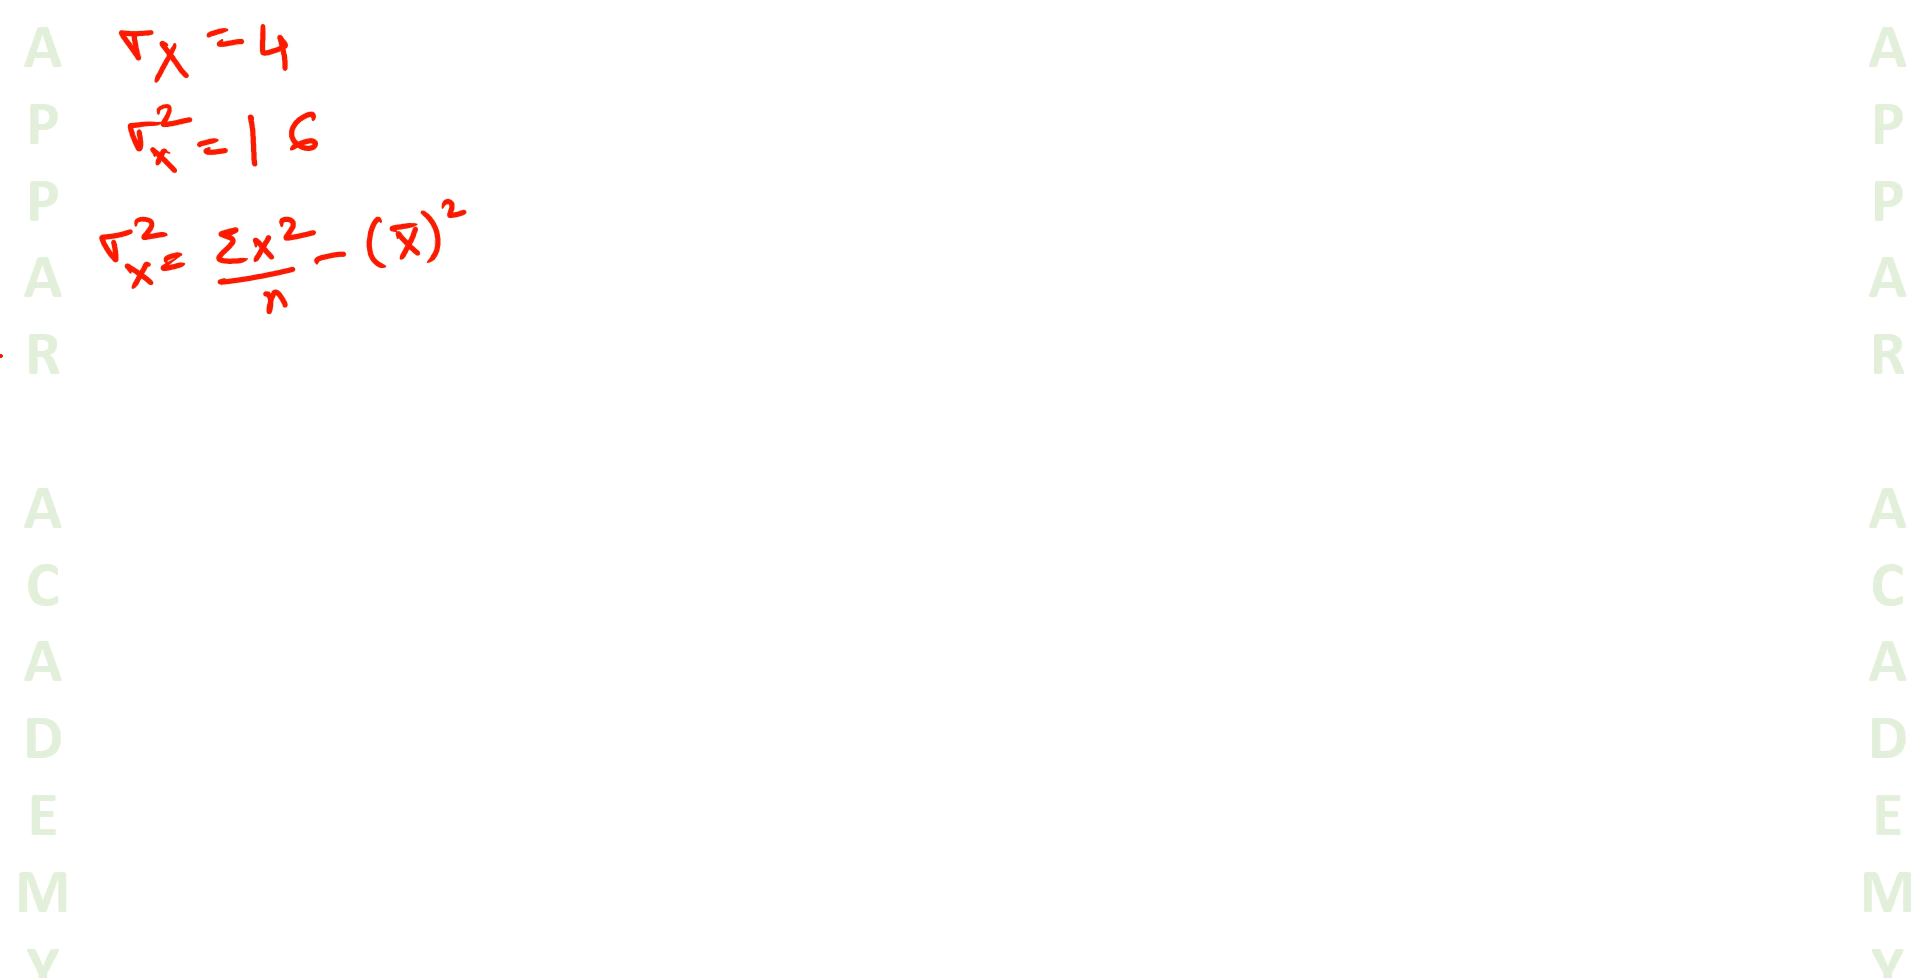 σx = 4
σx² = 16
σx² = Σx²/n - (x̄)²
A P P A R A C A D E M Y
A P P A R A C A D E M Y